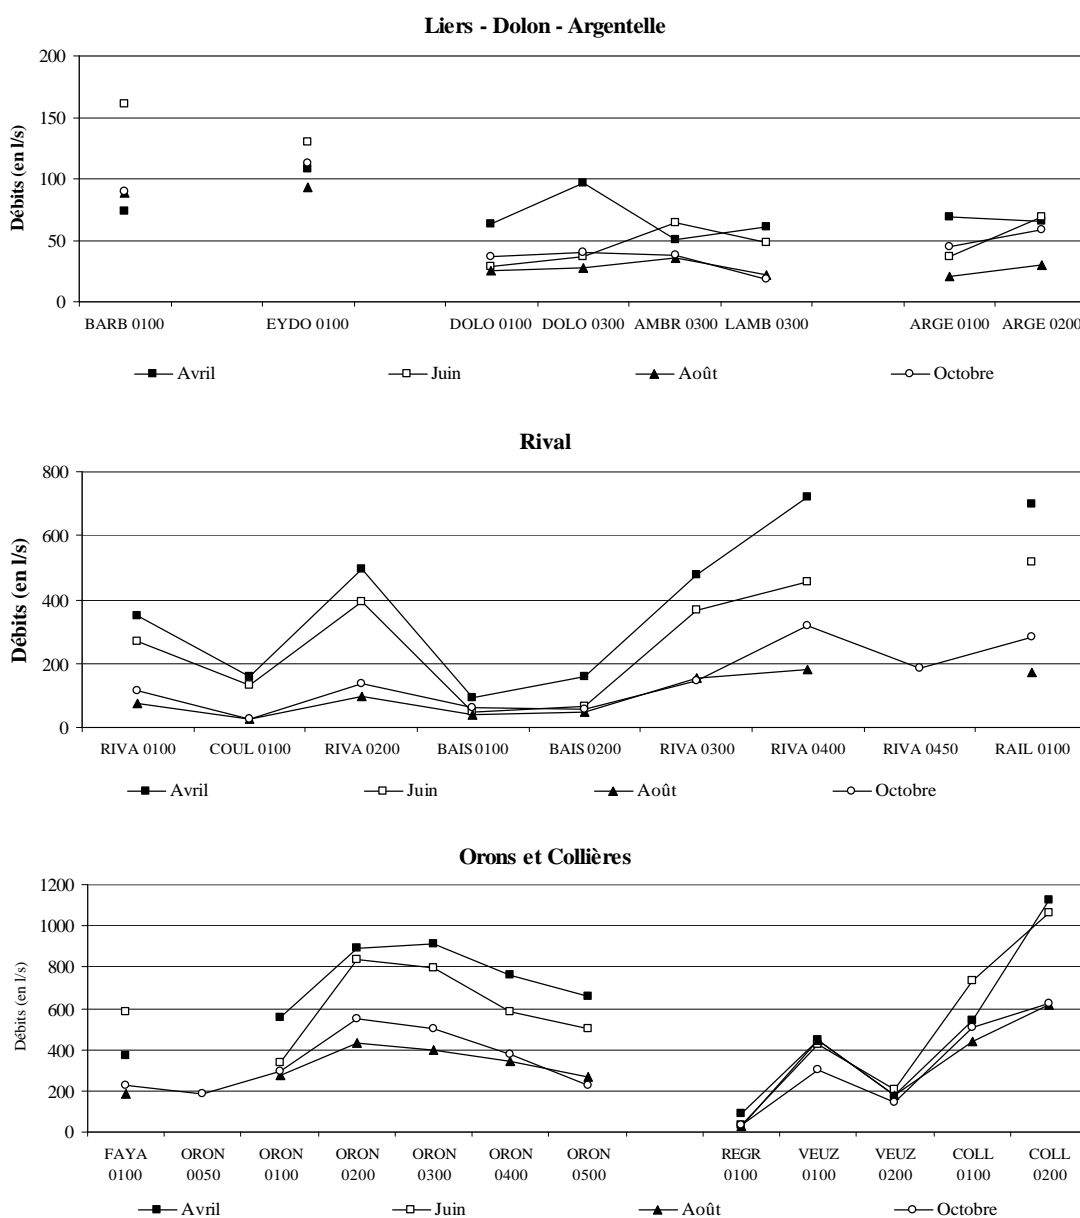 Liers - Dolon - Argentelle
200
150
100
50
0
Débits (en l/s)
BARB 0100 EYDO 0100 DOLO 0100 DOLO 0300 AMBR 0300 LAMB 0300 ARGE 0100 ARGE 0200
Avril Juin Août Octobre
Rival
800
600
400
200
0
Débits (en l/s)
RIVA 0100 COUL 0100 RIVA 0200 BAIS 0100 BAIS 0200 RIVA 0300 RIVA 0400 RIVA 0450 RAIL 0100
Avril Juin Août Octobre
Orons et Collières
1200
1000
800
600
400
200
0
Débits (en l/s)
FAYA ORON ORON ORON ORON ORON ORON REGR VEUZ VEUZ COLL COLL
0100 0050 0100 0200 0300 0400 0500 0100 0100 0200 0100 0200
Avril Juin Août Octobre